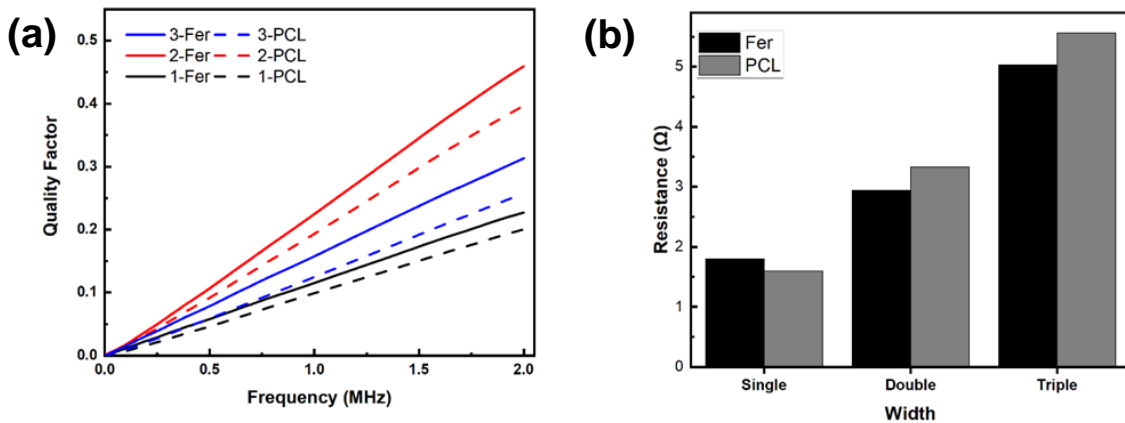 (a)
3-Fer 3-PCL
2-Fer 2-PCL
1-Fer 1-PCL
0.5
0.4
0.3
0.2
0.1
0.0
Quality Factor
0.0 0.5 1.0 1.5 2.0
Frequency (MHz)
(b)
Fer
PCL
5
4
3
2
1
0
Resistance (Ω)
Single Double Triple
Width